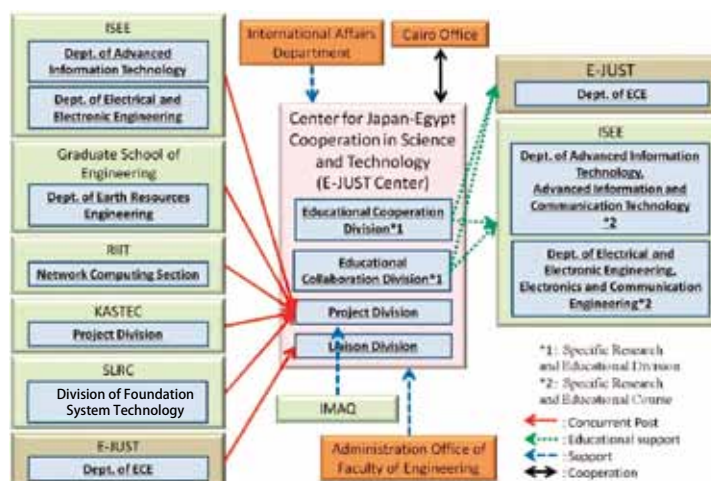 ISEE
Dept. of Advanced
Information Technology
Dept. of Electrical and
Electronic Engineering
Graduate School of
Engineering
Dept. of Earth Resources
Engineering
RIIT
Network Computing Section
KASTEC
Project Division
SLRC
Division of Foundation
System Technology
E-JUST
Dept. of ECE
International Affairs
Department
Cairo Office
Center for Japan-Egypt
Cooperation in Science
and Technology
(E-JUST Center)
Educational Cooperation
Division*1
Educational
Collaboration Division*1
Project Division
Liaison Division
IMAQ
Administration Office of
Faculty of Engineering
E-JUST
Dept. of ECE
ISEE
Dept. of Advanced Information
Technology,
Advanced Information and
Communication Technology
*2
Dept. of Electrical and
Electronic Engineering,
Electronics and Communication
Engineering*2
*1: Specific Research
and Educational Division
*2: Specific Research
and Educational Course
: Concurrent Post
: Educational support
: Support
: Cooperation